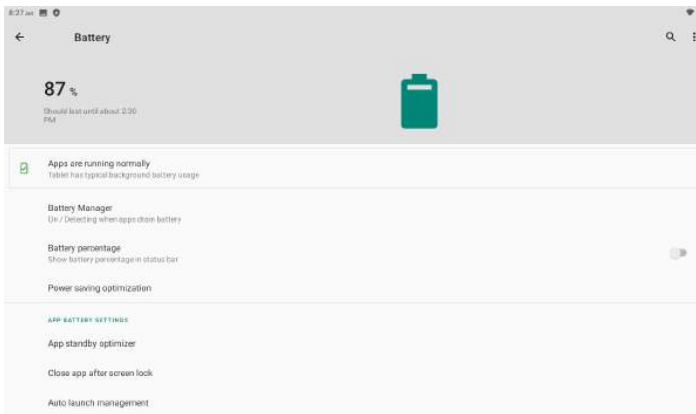 8:27 AM
Battery
87 %
Should last until about 2:30
PM
Apps are running normally
Tablet has typical background battery usage
Battery Manager
On / Detecting when apps drain battery
Battery percentage
Show battery percentage in status bar
Power saving optimization
APP BATTERY SETTINGS
App standby optimizer
Close app after screen lock
Auto launch management